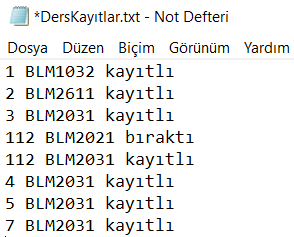 *DersKayıtlar.txt - Not Defteri
Dosya Düzen Biçim Görünüm Yardım
1 BLM1032 kayıtlı
2 BLM2611 kayıtlı
3 BLM2031 kayıtlı
112 BLM2021 bıraktı
112 BLM2031 kayıtlı
4 BLM2031 kayıtlı
5 BLM2031 kayıtlı
7 BLM2031 kayıtlı